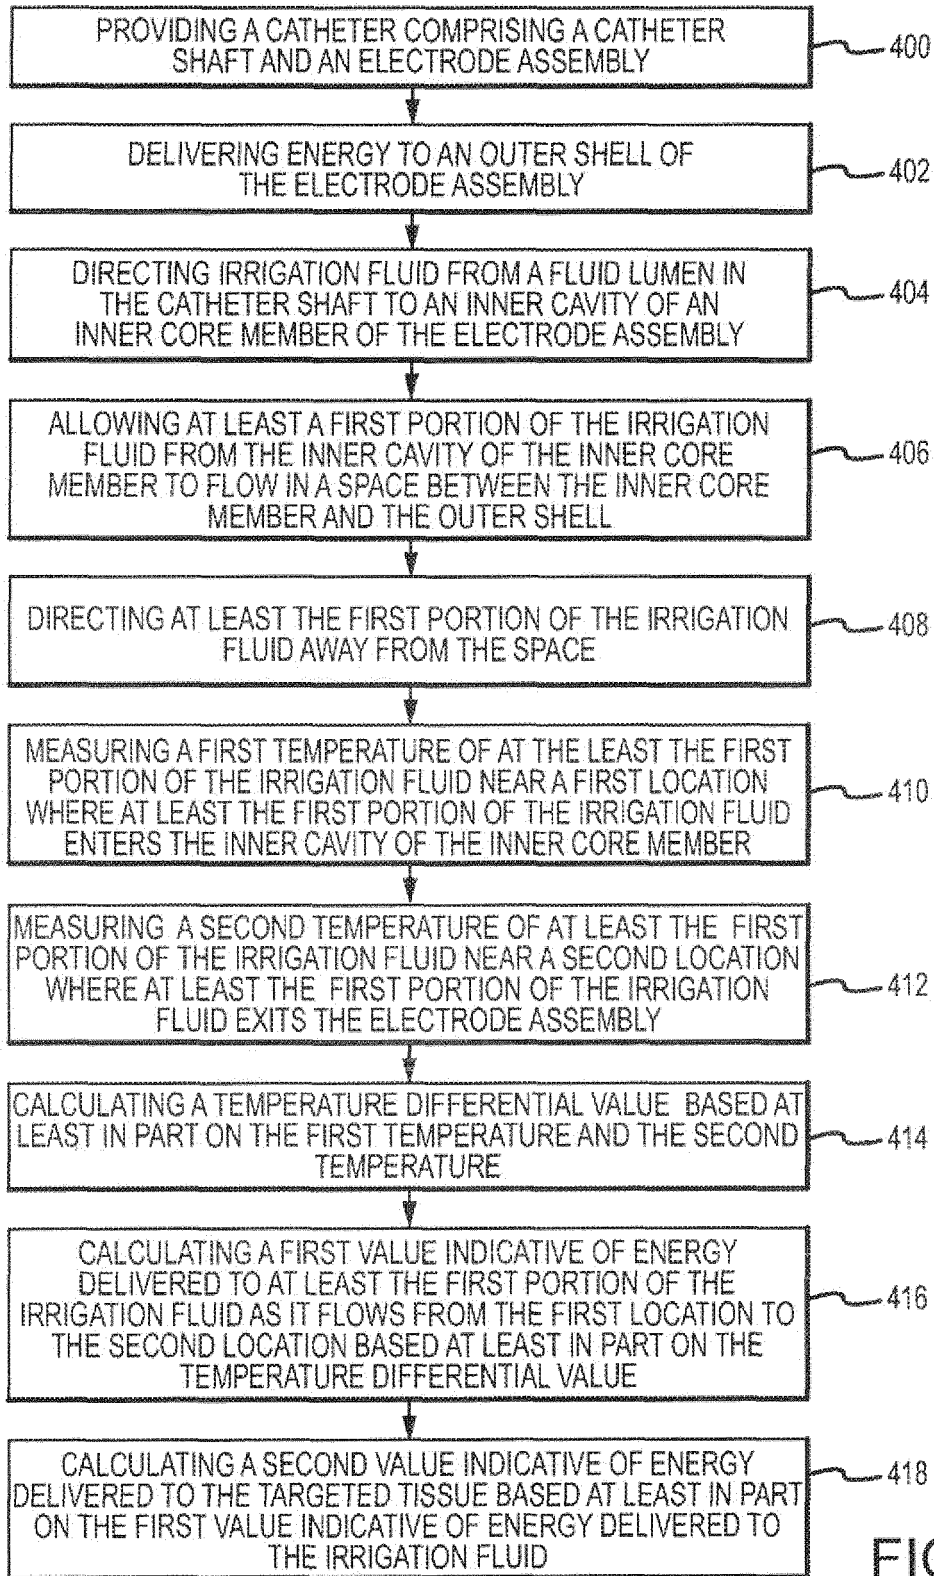 PROVIDING A CATHETER COMPRISING A CATHETER
SHAFT AND AN ELECTRODE ASSEMBLY
400
DELIVERING ENERGY TO AN OUTER SHELL OF
THE ELECTRODE ASSEMBLY
402
DIRECTING IRRIGATION FLUID FROM A FLUID LUMEN IN
THE CATHETER SHAFT TO AN INNER CAVITY OF AN
INNER CORE MEMBER OF THE ELECTRODE ASSEMBLY
404
ALLOWING AT LEAST A FIRST PORTION OF THE IRRIGATION
FLUID FROM THE INNER CAVITY OF THE INNER CORE
MEMBER TO FLOW IN A SPACE BETWEEN THE INNER CORE
MEMBER AND THE OUTER SHELL
406
DIRECTING AT LEAST THE FIRST PORTION OF THE IRRIGATION
FLUID AWAY FROM THE SPACE
408
MEASURING A FIRST TEMPERATURE OF AT THE LEAST THE FIRST
PORTION OF THE IRRIGATION FLUID NEAR A FIRST LOCATION
WHERE AT LEAST THE FIRST PORTION OF THE IRRIGATION FLUID
ENTERS THE INNER CAVITY OF THE INNER CORE MEMBER
410
MEASURING A SECOND TEMPERATURE OF AT LEAST THE FIRST
PORTION OF THE IRRIGATION FLUID NEAR A SECOND LOCATION
WHERE AT LEAST THE FIRST PORTION OF THE IRRIGATION
FLUID EXITS THE ELECTRODE ASSEMBLY
412
CALCULATING A TEMPERATURE DIFFERENTIAL VALUE BASED AT
LEAST IN PART ON THE FIRST TEMPERATURE AND THE SECOND
TEMPERATURE
414
CALCULATING A FIRST VALUE INDICATIVE OF ENERGY
DELIVERED TO AT LEAST THE FIRST PORTION OF THE
IRRIGATION FLUID AS IT FLOWS FROM THE FIRST LOCATION TO
THE SECOND LOCATION BASED AT LEAST IN PART ON THE
TEMPERATURE DIFFERENTIAL VALUE
416
CALCULATING A SECOND VALUE INDICATIVE OF ENERGY
DELIVERED TO THE TARGETED TISSUE BASED AT LEAST IN PART
ON THE FIRST VALUE INDICATIVE OF ENERGY DELIVERED TO
THE IRRIGATION FLUID
418